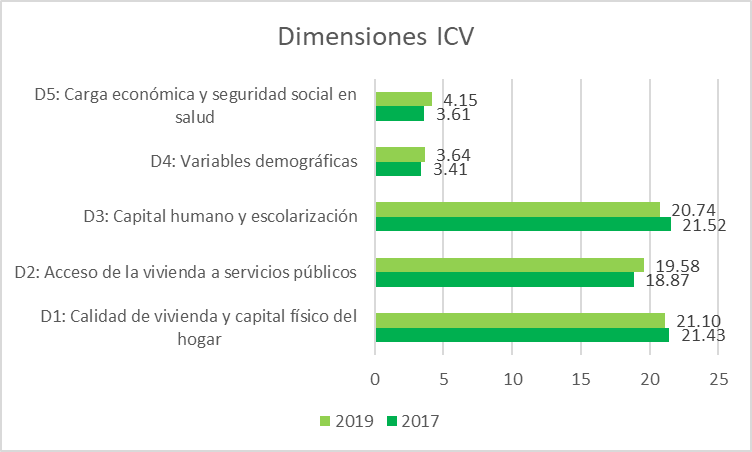 Dimensiones ICV
D5: Carga económica y seguridad social en
salud
4.15
3.61
D4: Variables demográficas
3.64
3.41
D3: Capital humano y escolarización
20.74
21.52
D2: Acceso de la vivienda a servicios públicos
19.58
18.87
D1: Calidad de vivienda y capital físico del
hogar
21.10
21.43
0 5 10 15 20 25
2019 2017